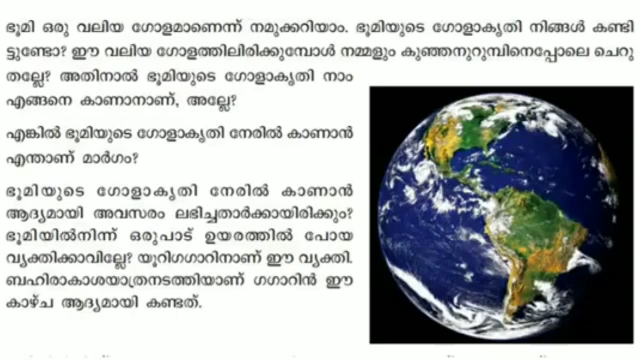 ഭൂമി ഒരു വലിയ ഗോളമാണെന്ന് നമുക്കറിയാം. ഭൂമിയുടെ ഗോളാകൃതി നിങ്ങൾ കണ്ടി
ട്ടുണ്ടോ? ഈ വലിയ ഗോളത്തിലിരിക്കുമ്പോൾ നമ്മളും കുഞ്ഞനുറുമ്പിനെപ്പോലെ ചെറു
തല്ലേ? അതിനാൽ ഭൂമിയുടെ ഗോളാകൃതി നാം
എങ്ങനെ കാണാനാണ്, അല്ലേ?
എങ്കിൽ ഭൂമിയുടെ ഗോളാകൃതി നേരിൽ കാണാൻ
എന്താണ് മാർഗം?
ഭൂമിയുടെ ഗോളാകൃതി നേരിൽ കാണാൻ
ആദ്യമായി അവസരം ലഭിച്ചതാർക്കായിരിക്കും?
ഭൂമിയിൽനിന്ന് ഒരുപാട് ഉയരത്തിൽ പോയ
വ്യക്തിക്കാവില്ലേ? യൂറിഗഗാറിനാണ് ഈ വ്യക്തി.
ബഹിരാകാശയാത്രനടത്തിയാണ് ഗഗാറിൻ ഈ
കാഴ്ച ആദ്യമായി കണ്ടത്.